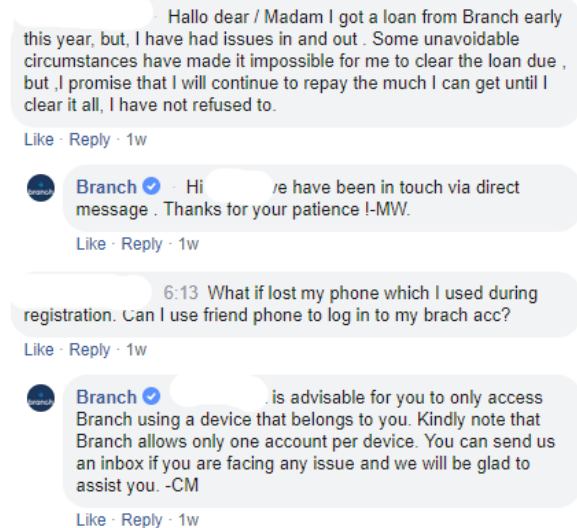 Hallo dear / Madam I got a loan from Branch early
this year, but, I have had issues in and out . Some unavoidable
circumstances have made it impossible for me to clear the loan due ,
but ,I promise that I will continue to repay the much I can get until I
clear it all, I have not refused to.
Like · Reply · 1w
branch
Branch · Hi
have been in touch via direct
message . Thanks for your patience !-MW.
Like · Reply · 1w
6:13 What if lost my phone which I used during
registration. Can I use friend phone to log in to my brach acc?
Like · Reply · 1w
branch
Branch is advisable for you to only access
Branch using a device that belongs to you. Kindly note that
Branch allows only one account per device. You can send us
an inbox if you are facing any issue and we will be glad to
assist you. -CM
Like · Reply · 1w